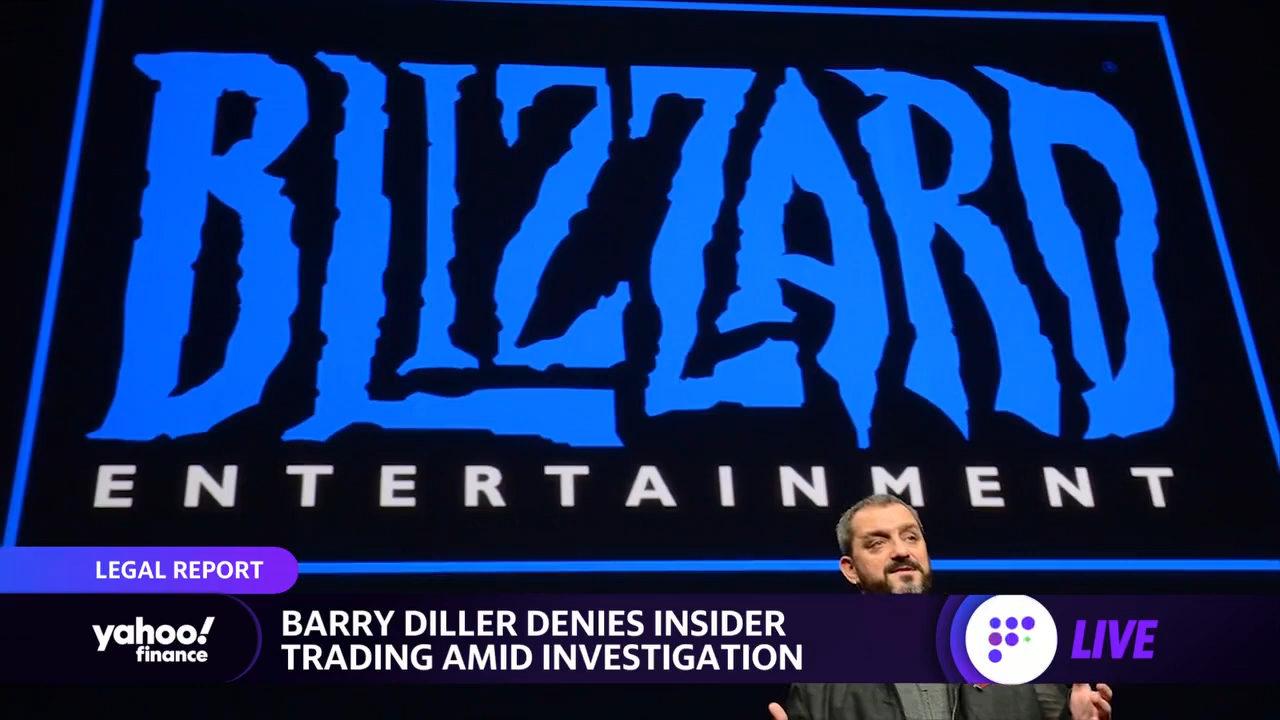 BLIZZARD
®
ENTERTAINMENT
LEGAL REPORT
yahoo!
finance
BARRY DILLER DENIES INSIDER
TRADING AMID INVESTIGATION
LIVE